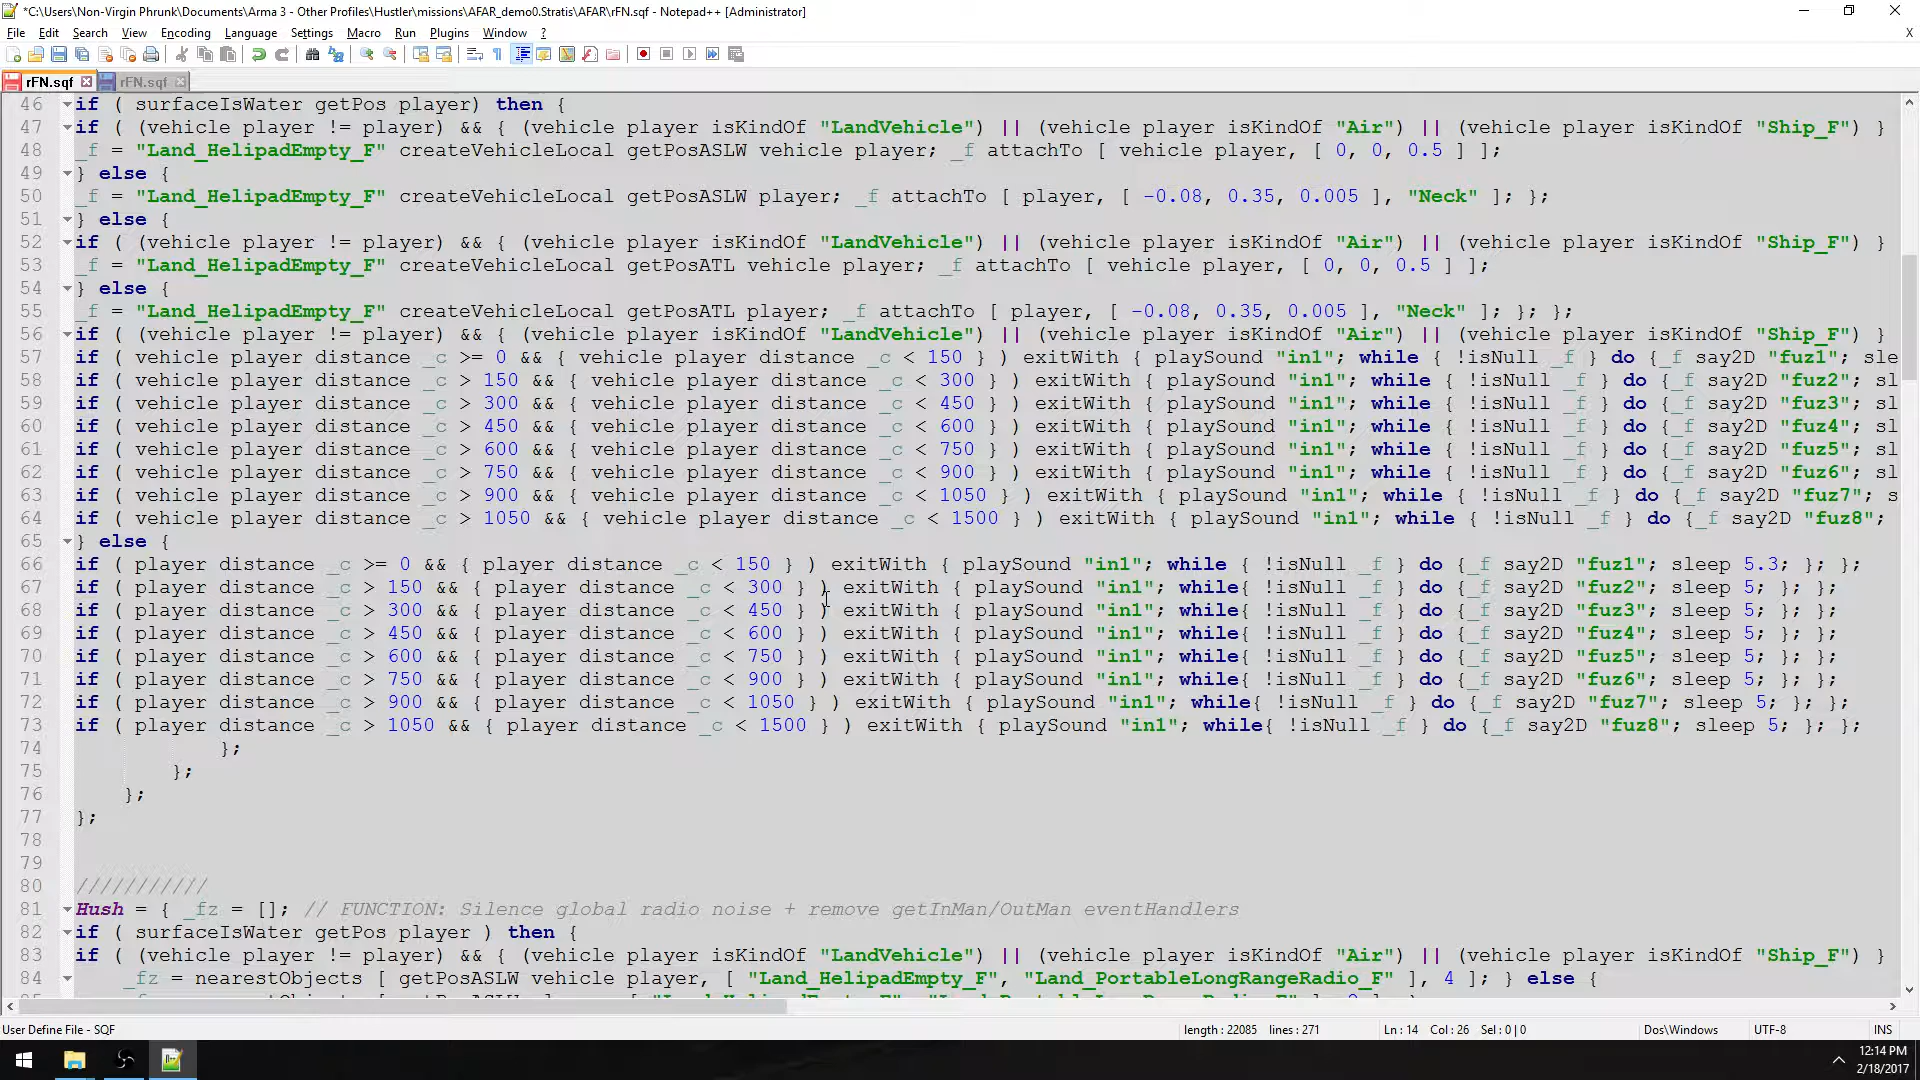 *C:\Users\Non-Virgin Phrunk\Documents\Arma 3 - Other Profiles\Hustler\missions\AFAR_demo0.Stratis\AFAR\rFN.sqf - Notepad++ [Administrator]
File Edit Search View Encoding Language Settings Macro Run Plugins Window ? X
rFN.sqf rFN.sqf
46 if ( surfaceIsWater getPos player) then {
47 if ( (vehicle player != player) && { (vehicle player isKindOf "LandVehicle") || (vehicle player isKindOf "Air") || (vehicle player isKindOf "Ship_F") }
48 _f = "Land_HelipadEmpty_F" createVehicleLocal getPosASLW vehicle player; _f attachTo [ vehicle player, [ 0, 0, 0.5 ] ];
49 } else {
50 _f = "Land_HelipadEmpty_F" createVehicleLocal getPosASLW player; _f attachTo [ player, [ -0.08, 0.35, 0.005 ], "Neck" ]; };
51 } else {
52 if ( (vehicle player != player) && { (vehicle player isKindOf "LandVehicle") || (vehicle player isKindOf "Air") || (vehicle player isKindOf "Ship_F") }
53 _f = "Land_HelipadEmpty_F" createVehicleLocal getPosATL vehicle player; _f attachTo [ vehicle player, [ 0, 0, 0.5 ] ];
54 } else {
55 _f = "Land_HelipadEmpty_F" createVehicleLocal getPosATL player; _f attachTo [ player, [ -0.08, 0.35, 0.005 ], "Neck" ]; }; };
56 if ( (vehicle player != player) && { (vehicle player isKindOf "LandVehicle") || (vehicle player isKindOf "Air") || (vehicle player isKindOf "Ship_F") }
57 if ( vehicle player distance _c >= 0 && { vehicle player distance _c < 150 } ) exitWith { playSound "in1"; while { !isNull _f } do {_f say2D "fuz1"; sle
58 if ( vehicle player distance _c > 150 && { vehicle player distance _c < 300 } ) exitWith { playSound "in1"; while { !isNull _f } do {_f say2D "fuz2"; sl
59 if ( vehicle player distance _c > 300 && { vehicle player distance _c < 450 } ) exitWith { playSound "in1"; while { !isNull _f } do {_f say2D "fuz3"; sl
60 if ( vehicle player distance _c > 450 && { vehicle player distance _c < 600 } ) exitWith { playSound "in1"; while { !isNull _f } do {_f say2D "fuz4"; sl
61 if ( vehicle player distance _c > 600 && { vehicle player distance _c < 750 } ) exitWith { playSound "in1"; while { !isNull _f } do {_f say2D "fuz5"; sl
62 if ( vehicle player distance _c > 750 && { vehicle player distance _c < 900 } ) exitWith { playSound "in1"; while { !isNull _f } do {_f say2D "fuz6"; sl
63 if ( vehicle player distance _c > 900 && { vehicle player distance _c < 1050 } ) exitWith { playSound "in1"; while { !isNull _f } do {_f say2D "fuz7"; s
64 if ( vehicle player distance _c > 1050 && { vehicle player distance _c < 1500 } ) exitWith { playSound "in1"; while { !isNull _f } do {_f say2D "fuz8";
65 } else {
66 if ( player distance _c >= 0 && { player distance _c < 150 } ) exitWith { playSound "in1"; while { !isNull _f } do {_f say2D "fuz1"; sleep 5.3; }; };
67 if ( player distance _c > 150 && { player distance _c < 300 } ) exitWith { playSound "in1"; while{ !isNull _f } do {_f say2D "fuz2"; sleep 5; }; };
68 if ( player distance _c > 300 && { player distance _c < 450 } ) exitWith { playSound "in1"; while{ !isNull _f } do {_f say2D "fuz3"; sleep 5; }; };
69 if ( player distance _c > 450 && { player distance _c < 600 } ) exitWith { playSound "in1"; while{ !isNull _f } do {_f say2D "fuz4"; sleep 5; }; };
70 if ( player distance _c > 600 && { player distance _c < 750 } ) exitWith { playSound "in1"; while{ !isNull _f } do {_f say2D "fuz5"; sleep 5; }; };
71 if ( player distance _c > 750 && { player distance _c < 900 } ) exitWith { playSound "in1"; while{ !isNull _f } do {_f say2D "fuz6"; sleep 5; }; };
72 if ( player distance _c > 900 && { player distance _c < 1050 } ) exitWith { playSound "in1"; while{ !isNull _f } do {_f say2D "fuz7"; sleep 5; }; };
73 if ( player distance _c > 1050 && { player distance _c < 1500 } ) exitWith { playSound "in1"; while{ !isNull _f } do {_f say2D "fuz8"; sleep 5; }; };
74 };
75 };
76 };
77 };
78
79
80 ///////////
81 Hush = { _fz = []; // FUNCTION: Silence global radio noise + remove getInMan/OutMan eventHandlers
82 if ( surfaceIsWater getPos player ) then {
83 if ( (vehicle player != player) && { (vehicle player isKindOf "LandVehicle") || (vehicle player isKindOf "Air") || (vehicle player isKindOf "Ship_F") }
84 _fz = nearestObjects [ getPosASLW vehicle player, [ "Land_HelipadEmpty_F", "Land_PortableLongRangeRadio_F" ], 4 ]; } else {
User Define File - SQF length : 22085 lines : 271 Ln : 14 Col : 26 Sel : 0 | 0 Dos\Windows UTF-8 INS
12:14 PM
2/18/2017